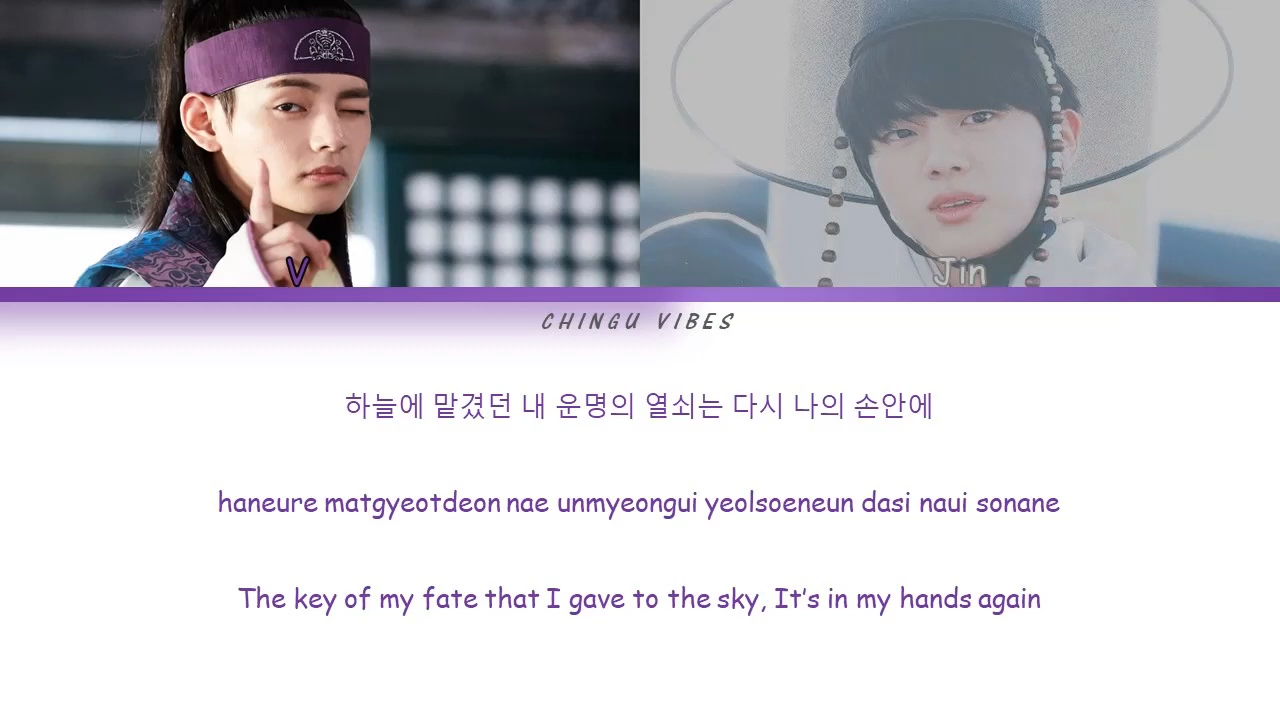 V
Jin
CHINGU VIBES
하늘에 맡겼던 내 운명의 열쇠는 다시 나의 손안에
haneure matgyeotdeon nae unmyeongui yeolsoeneun dasi naui sonane
The key of my fate that I gave to the sky, It's in my hands again